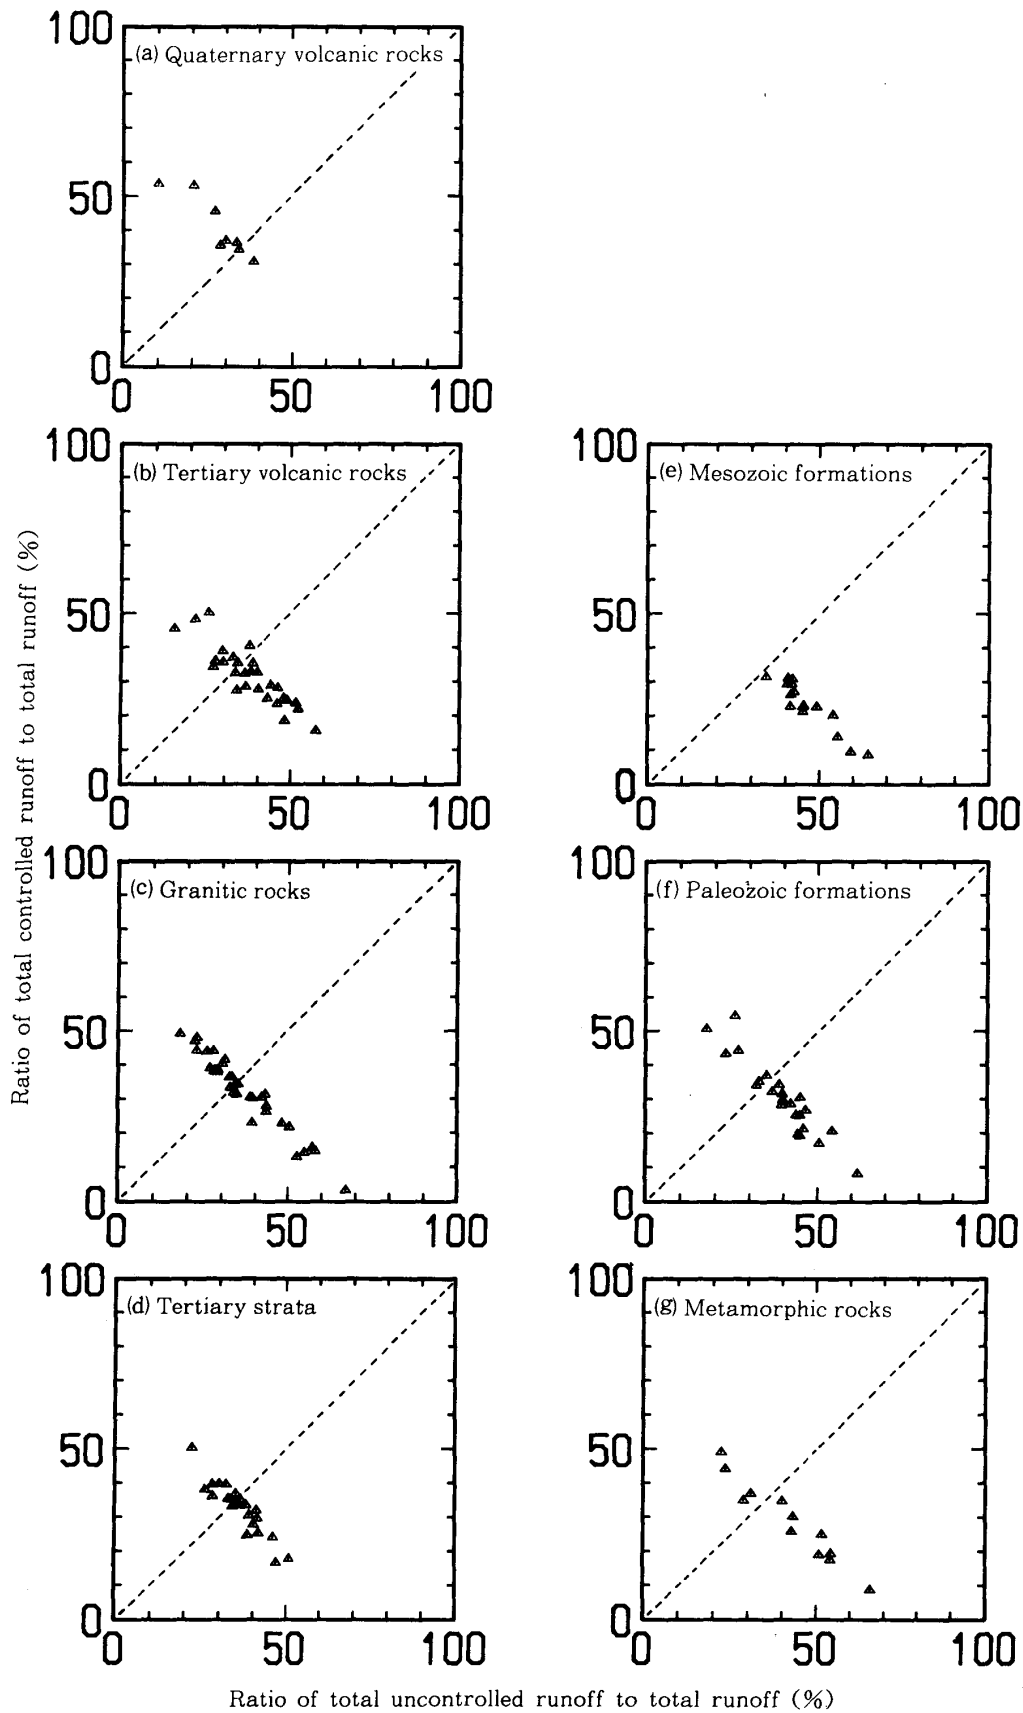 100
(a) Quaternary volcanic rocks
50
0
0 50 100
100
(b) Tertiary volcanic rocks
50
0
0 50 100
100
(e) Mesozoic formations
50
0
0 50 100
Ratio of total controlled runoff to total runoff (%)
100
(c) Granitic rocks
50
0
0 50 100
100
(f) Paleozoic formations
50
0
0 50 100
100
(d) Tertiary strata
50
0
0 50 100
100
(g) Metamorphic rocks
50
0
0 50 100
Ratio of total uncontrolled runoff to total runoff (%)